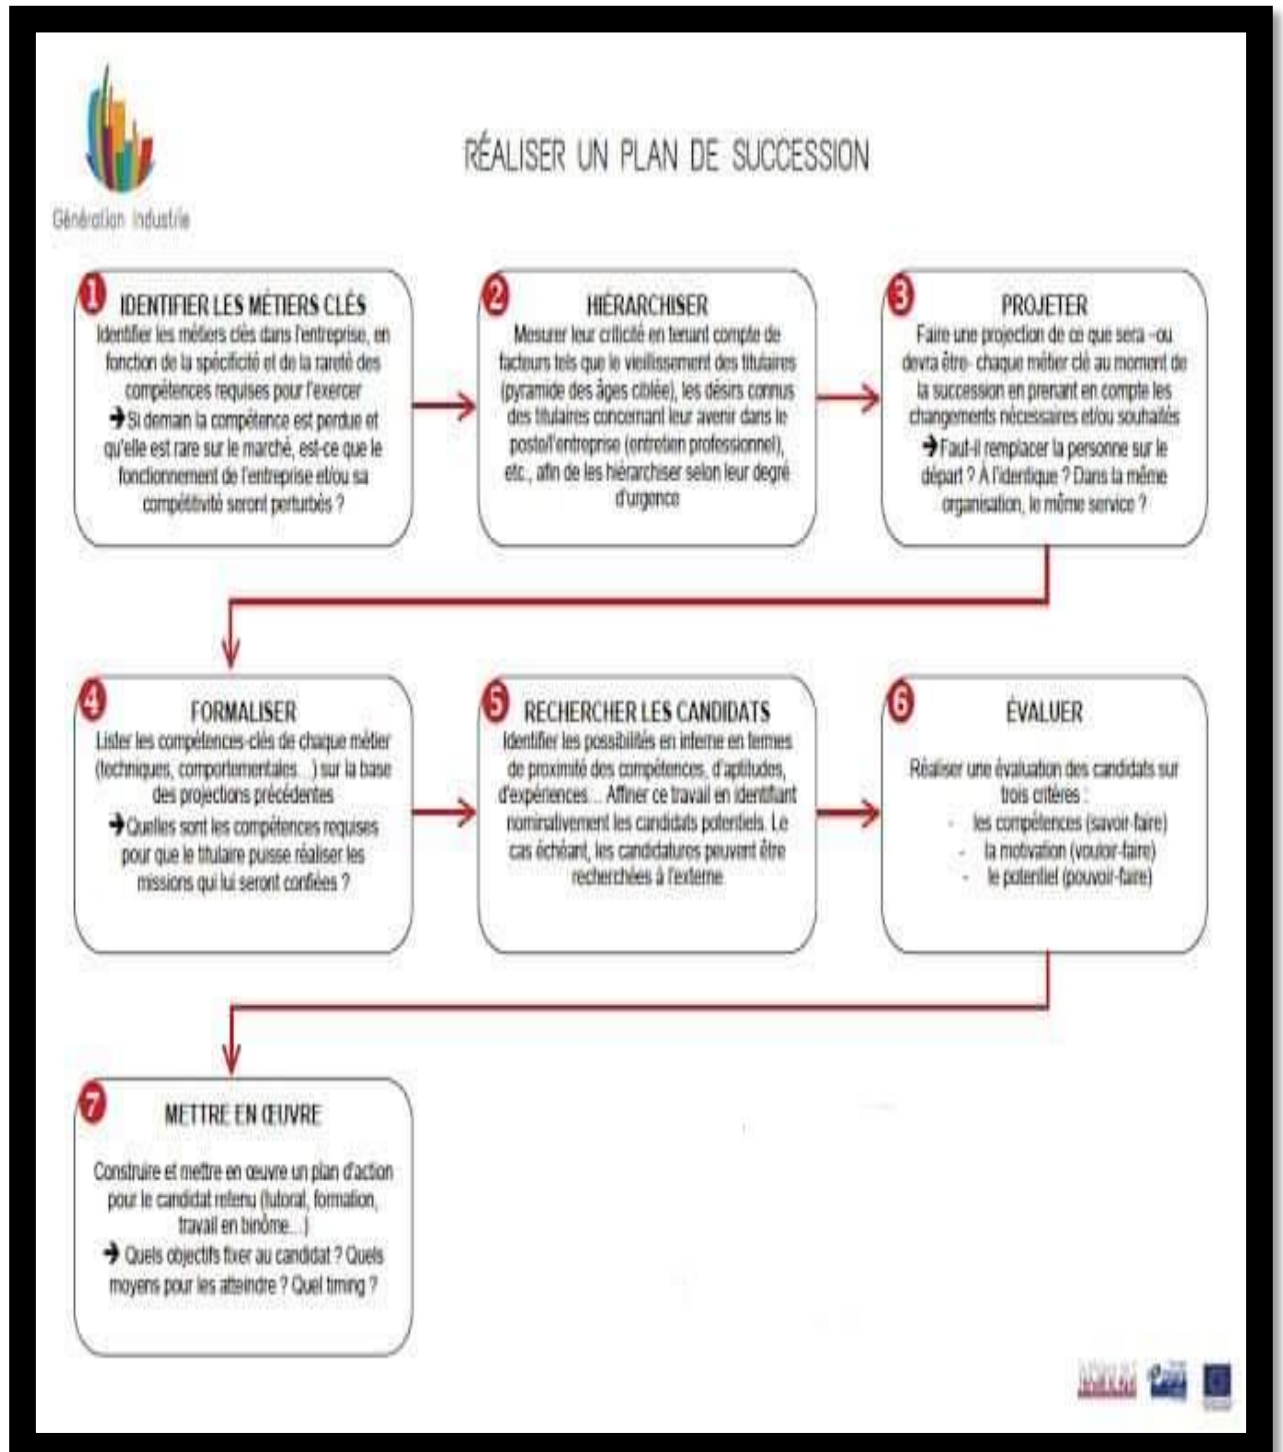 Génération Industrie
RÉALISER UN PLAN DE SUCCESSION
1
IDENTIFIER LES MÉTIERS CLÉS
Identifier les métiers clés dans l'entreprise, en
fonction de la spécificité et de la rareté des
compétences requises pour l'exercer
➔Si demain la compétence est perdue et
qu'elle est rare sur le marché, est-ce que le
fonctionnement de l'entreprise et/ou sa
compétitivité seront perturbés ?
2
HIÉRARCHISER
Mesurer leur criticité en tenant compte de
facteurs tels que le vieillissement des titulaires
(pyramide des âges ciblée), les désirs connus
des titulaires concernant leur avenir dans le
poste/l'entreprise (entretien professionnel),
etc., afin de les hiérarchiser selon leur degré
d'urgence
3
PROJETER
Faire une projection de ce que sera –ou
devra être- chaque métier clé au moment de
la succession en prenant en compte les
changements nécessaires et/ou souhaités
➔Faut-il remplacer la personne sur le
départ ? A l'identique ? Dans la même
organisation, le même service ?
4
FORMALISER
Lister les compétences-clés de chaque métier
(techniques, comportementales…) sur la base
des projections précédentes
➔Quelles sont les compétences requises
pour que le titulaire puisse réaliser les
missions qui lui seront confiées ?
5
RECHERCHER LES CANDIDATS
Identifier les possibilités en interne en termes
de proximité des compétences, d'aptitudes,
d'expériences… Affiner ce travail en identifiant
nominativement les candidats potentiels. Le
cas échéant, les candidatures peuvent être
recherchées à l'externe
6
ÉVALUER
Réaliser une évaluation des candidats sur
trois critères :
- les compétences (savoir-faire)
- la motivation (vouloir-faire)
- le potentiel (pouvoir-faire)
7
METTRE EN ŒUVRE
Construire et mettre en œuvre un plan d'action
pour le candidat retenu (tutorat, formation,
travail en binôme…)
➔ Quels objectifs fixer au candidat ? Quels
moyens pour les atteindre ? Quel timing ?